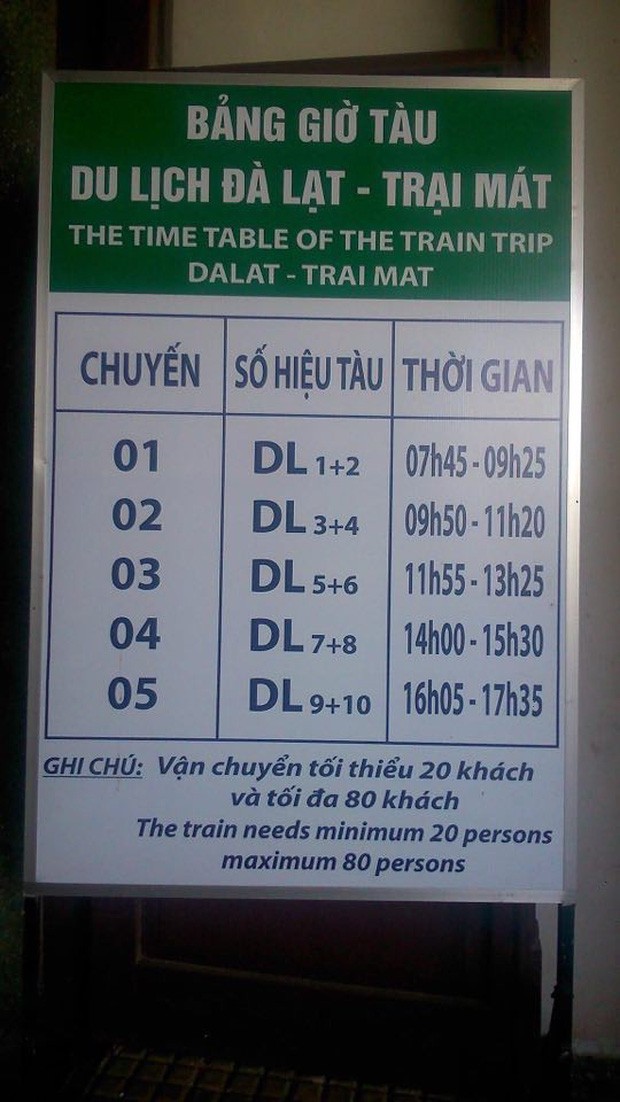 BẢNG GIỜ TÀU
DU LỊCH ĐÀ LẠT - TRẠI MÁT
THE TIME TABLE OF THE TRAIN TRIP
DALAT - TRAI MAT
CHUYẾN SỐ HIỆU TÀU THỜI GIAN
01 DL 1+2 07h45 - 09h25
02 DL 3+4 09h50 - 11h20
03 DL 5+6 11h55 - 13h25
04 DL 7+8 14h00 - 15h30
05 DL 9+10 16h05 - 17h35
GHI CHÚ: Vận chuyển tối thiểu 20 khách
và tối đa 80 khách
The train needs minimum 20 persons
maximum 80 persons